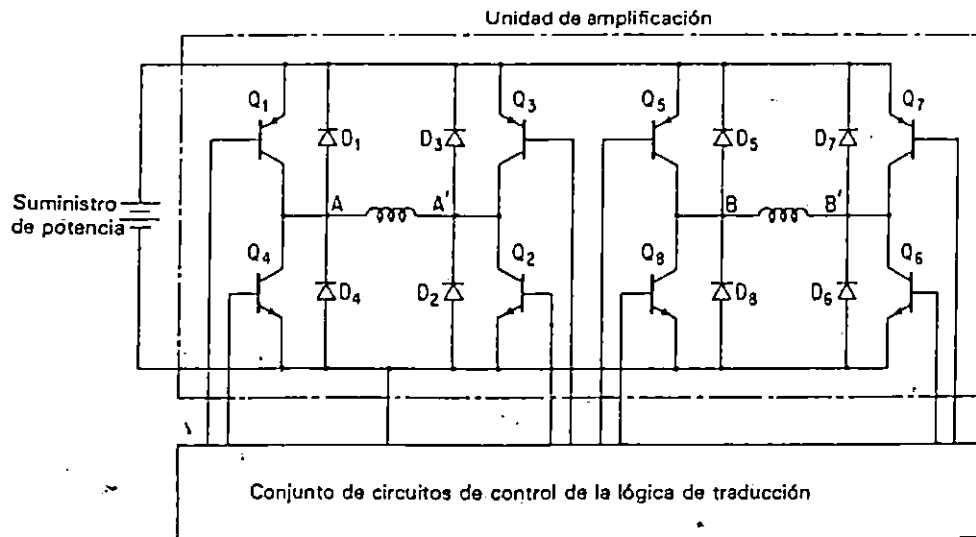 Unidad de amplificación
Q1
Q3
Q5
Q7
D1
D3
D5
D7
Suministro
de potencia
A
A'
B
B'
Q4
Q2
Q8
Q6
D4
D2
D8
D6
Conjunto de circuitos de control de la lógica de traducción